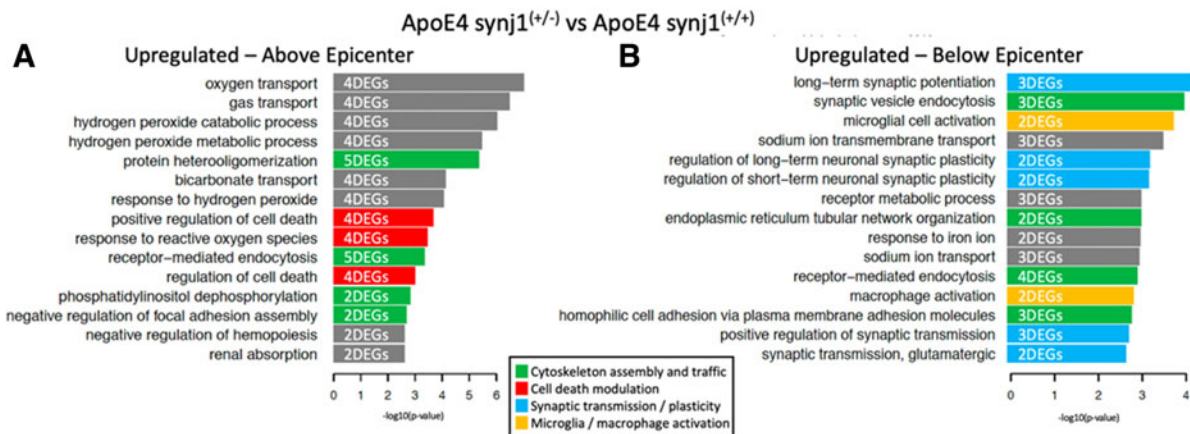 ApoE4 synj1(+/-) vs ApoE4 synj1(+/+)
A
Upregulated – Above Epicenter
oxygen transport 4DEGs
gas transport 4DEGs
hydrogen peroxide catabolic process 4DEGs
hydrogen peroxide metabolic process 4DEGs
protein heterooligomerization 5DEGs
bicarbonate transport 4DEGs
response to hydrogen peroxide 4DEGs
positive regulation of cell death 4DEGs
response to reactive oxygen species 4DEGs
receptor−mediated endocytosis 5DEGs
regulation of cell death 4DEGs
phosphatidylinositol dephosphorylation 2DEGs
negative regulation of focal adhesion assembly 2DEGs
negative regulation of hemopoiesis 2DEGs
renal absorption 2DEGs
0 1 2 3 4 5 6
-log10(p-value)
B
Upregulated – Below Epicenter
long−term synaptic potentiation 3DEGs
synaptic vesicle endocytosis 3DEGs
microglial cell activation 2DEGs
sodium ion transmembrane transport 3DEGs
regulation of long−term neuronal synaptic plasticity 2DEGs
regulation of short−term neuronal synaptic plasticity 2DEGs
receptor metabolic process 3DEGs
endoplasmic reticulum tubular network organization 2DEGs
response to iron ion 2DEGs
sodium ion transport 3DEGs
receptor−mediated endocytosis 4DEGs
macrophage activation 2DEGs
homophilic cell adhesion via plasma membrane adhesion molecules 3DEGs
positive regulation of synaptic transmission 3DEGs
synaptic transmission, glutamatergic 2DEGs
0 1 2 3 4
-log10(p-value)
Cytoskeleton assembly and traffic
Cell death modulation
Synaptic transmission / plasticity
Microglia / macrophage activation